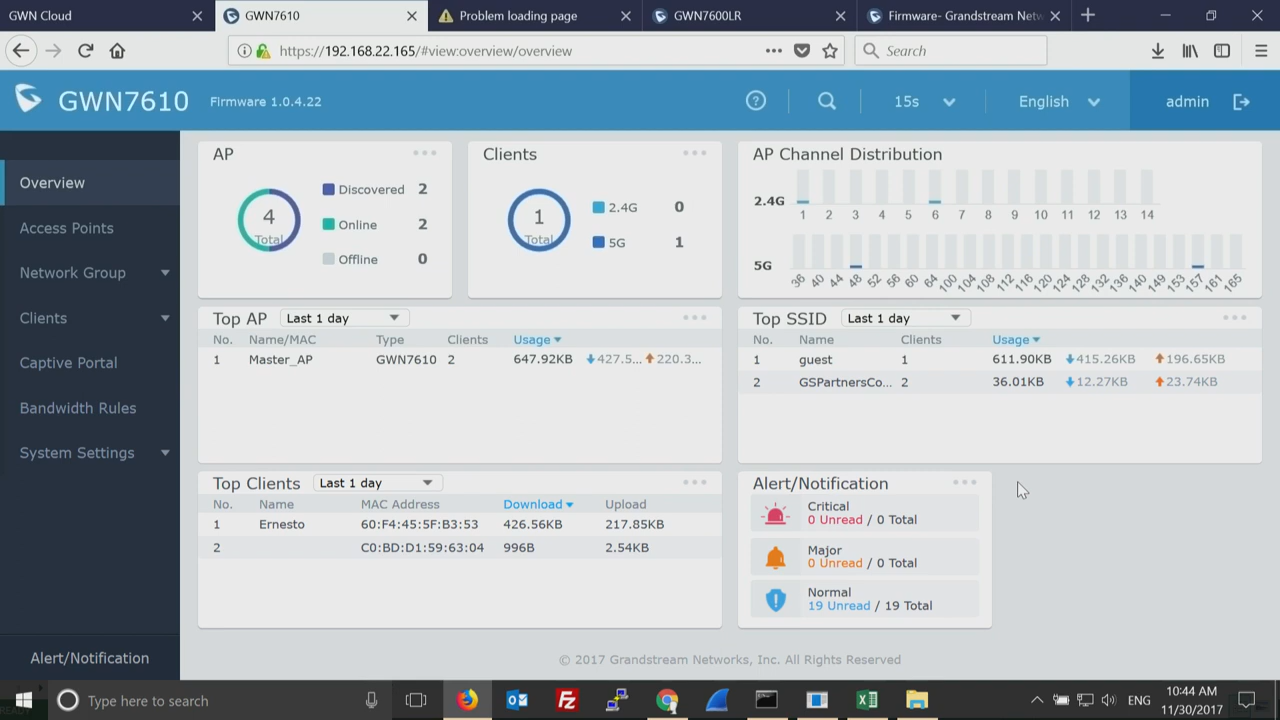 GWN Cloud
GWN7610
Problem loading page
GWN7600LR
Firmware- Grandstream Netw
https://192.168.22.165/#view:overview/overview
Search
GWN7610
Firmware 1.0.4.22
15s
English
admin
Overview
Access Points
Network Group
Clients
Captive Portal
Bandwidth Rules
System Settings
Alert/Notification
AP
4
Total
Discovered 2
Online 2
Offline 0
Clients
1
Total
2.4G 0
5G 1
AP Channel Distribution
2.4G
1 2 3 4 5 6 7 8 9 10 11 12 13 14
5G
36 40 44 48 52 56 60 64 100 104 108 112 116 120 124 128 132 136 140 149 153 157 161 165
Top AP Last 1 day
No. Name/MAC Type Clients Usage
1 Master_AP GWN7610 2 647.92KB 427.5... 220.3...
Top SSID Last 1 day
No. Name Clients Usage
1 guest 1 611.90KB 415.26KB 196.65KB
2 GSPartnersCo... 2 36.01KB 12.27KB 23.74KB
Top Clients Last 1 day
No. Name MAC Address Download Upload
1 Ernesto 60:F4:45:5F:B3:53 426.56KB 217.85KB
2 C0:BD:D1:59:63:04 996B 2.54KB
Alert/Notification
Critical
0 Unread / 0 Total
Major
0 Unread / 0 Total
Normal
19 Unread / 19 Total
© 2017 Grandstream Networks, Inc. All Rights Reserved
Type here to search
ENG
10:44 AM
11/30/2017